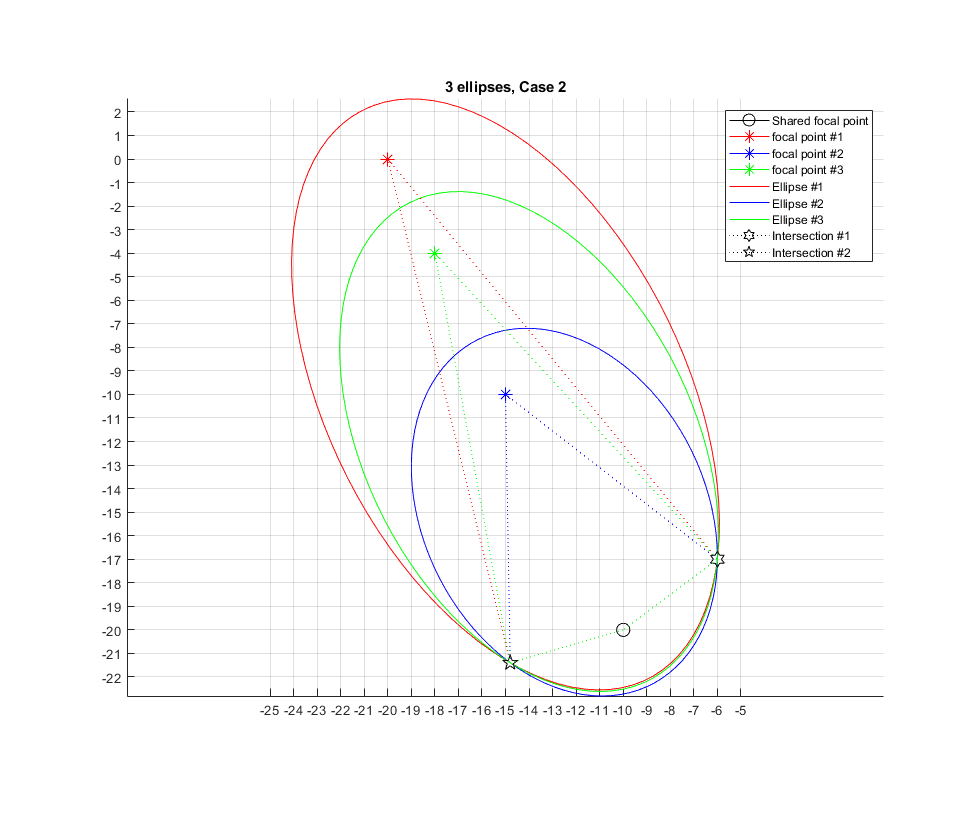 3 ellipses, Case 2
Shared focal point
focal point #1
focal point #2
focal point #3
Ellipse #1
Ellipse #2
Ellipse #3
Intersection #1
Intersection #2
2
1
0
-1
-2
-3
-4
-5
-6
-7
-8
-9
-10
-11
-12
-13
-14
-15
-16
-17
-18
-19
-20
-21
-22
-25 -24 -23 -22 -21 -20 -19 -18 -17 -16 -15 -14 -13 -12 -11 -10 -9 -8 -7 -6 -5